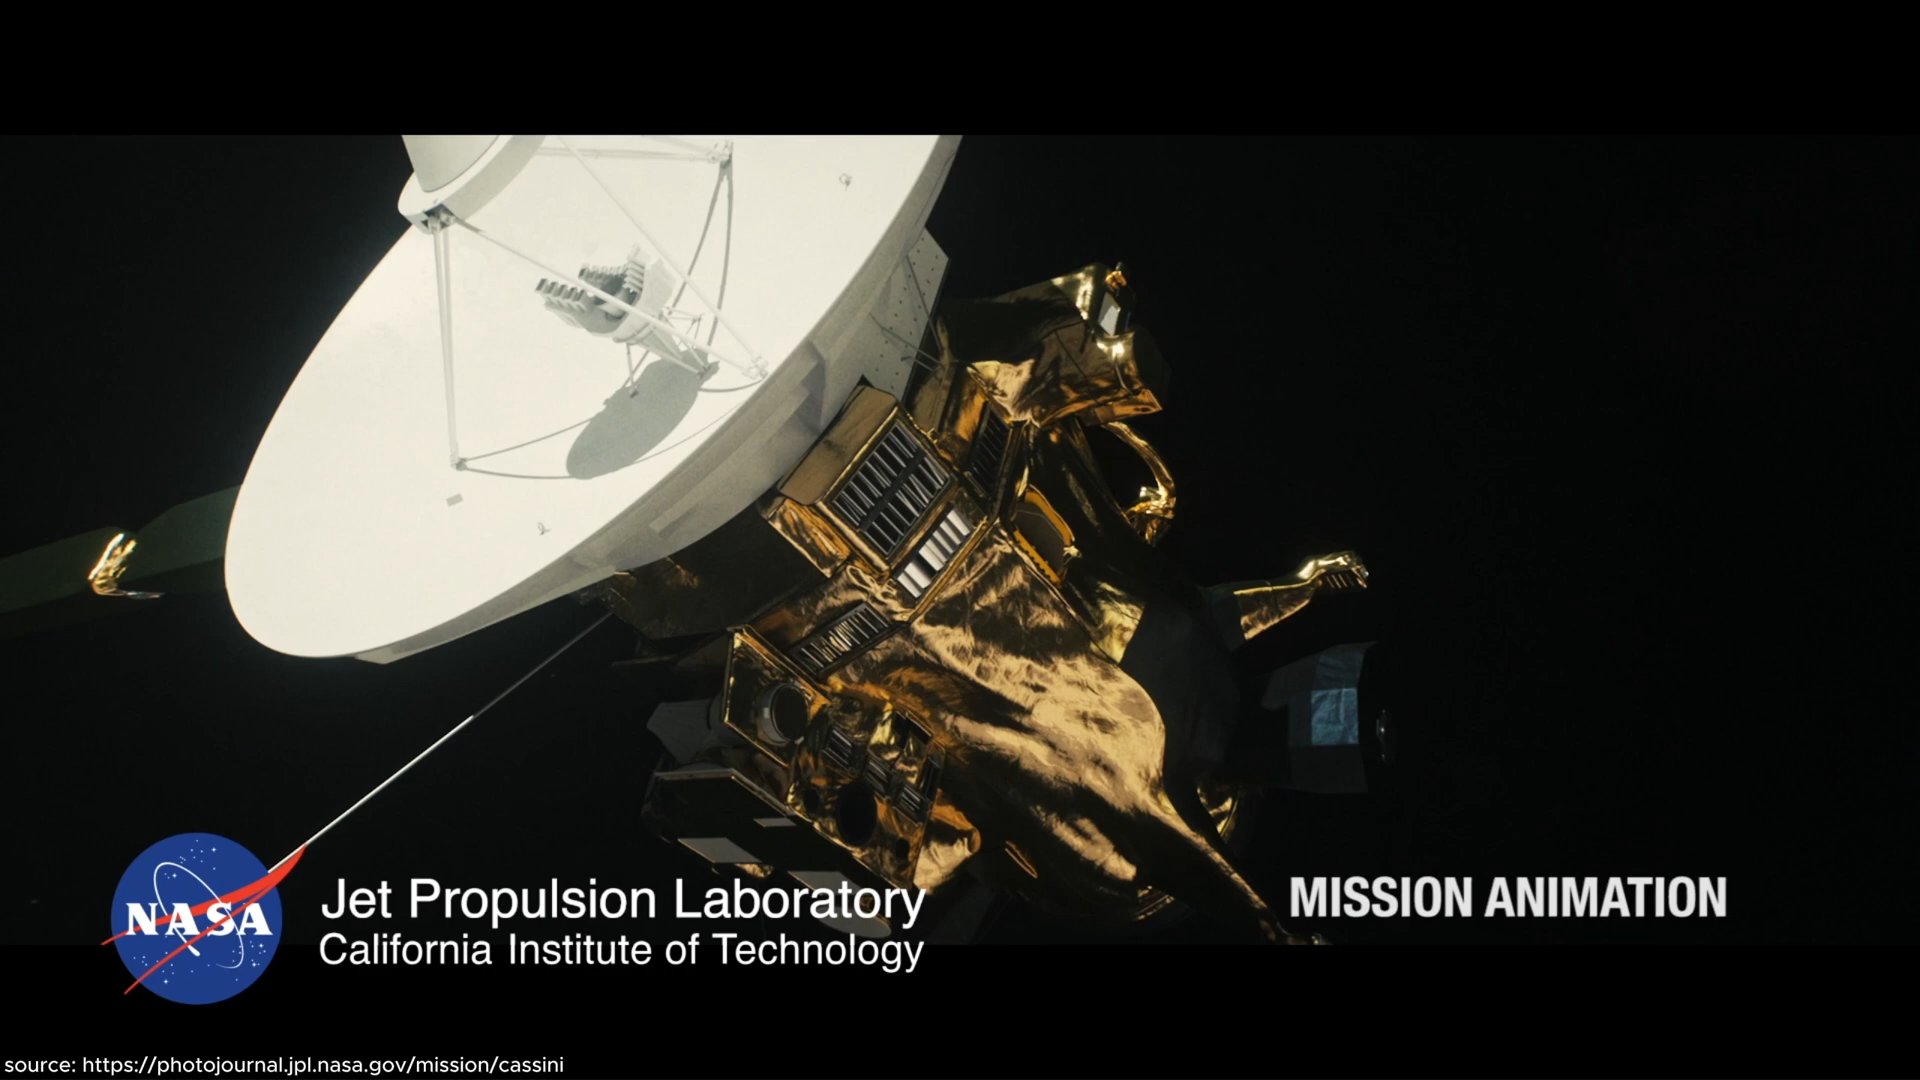 NASA
Jet Propulsion Laboratory
California Institute of Technology
MISSION ANIMATION
source: https://photojournal.jpl.nasa.gov/mission/cassini